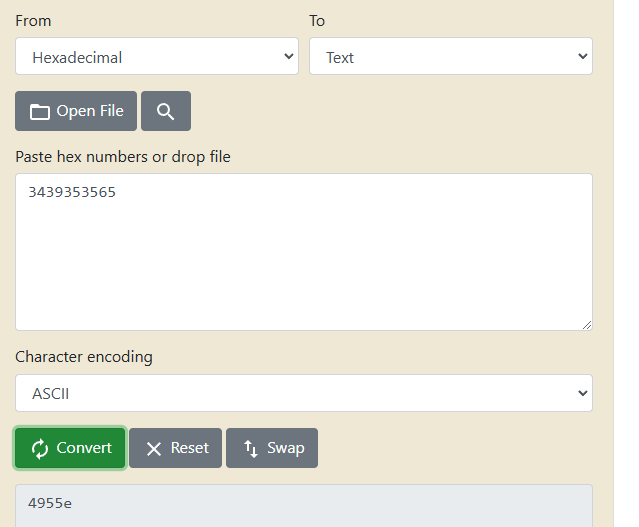 From To
Hexadecimal Text
Open File
Paste hex numbers or drop file
3439353565
Character encoding
ASCII
Convert Reset Swap
4955e